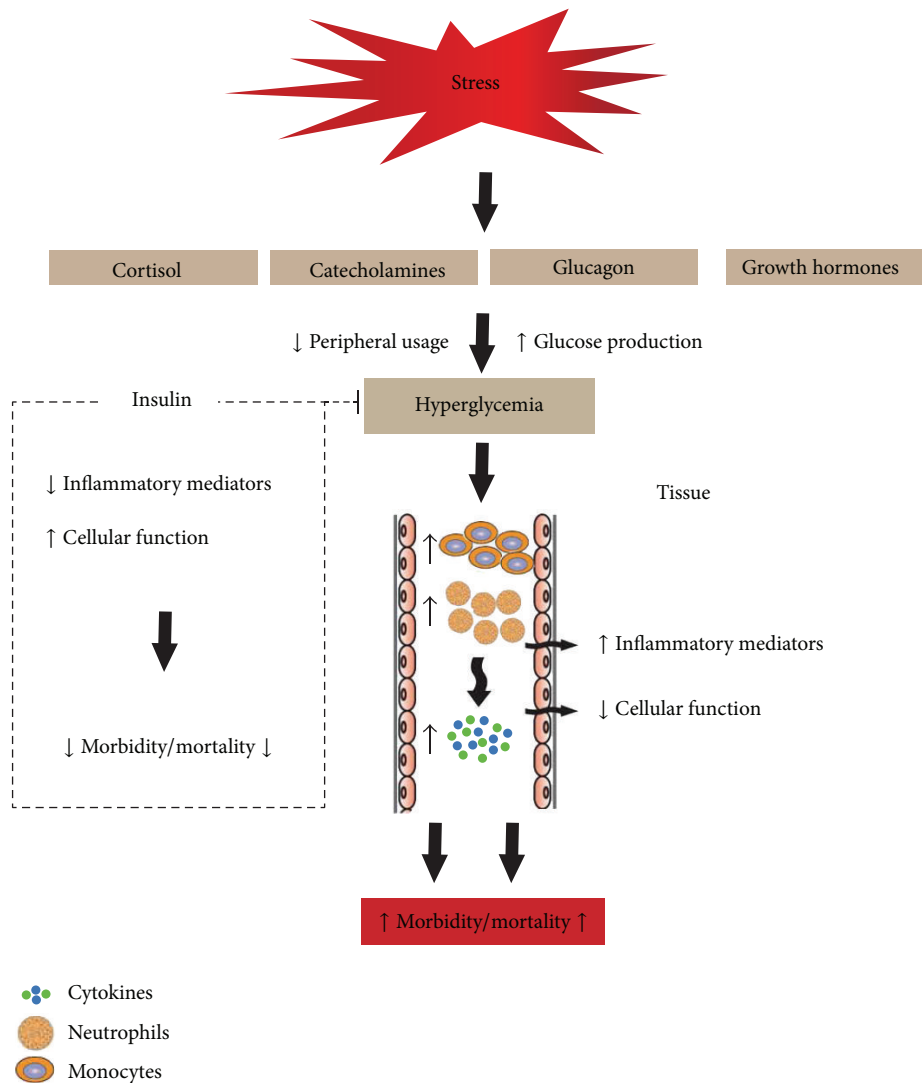 Stress
Cortisol
Catecholamines
Glucagon
Growth hormones
↓ Peripheral usage
↑ Glucose production
Insulin
Hyperglycemia
↓ Inflammatory mediators
↑ Cellular function
↓ Morbidity/mortality ↓
Tissue
↑
↑
↑
↑ Inflammatory mediators
↓ Cellular function
↑ Morbidity/mortality ↑
Cytokines
Neutrophils
Monocytes